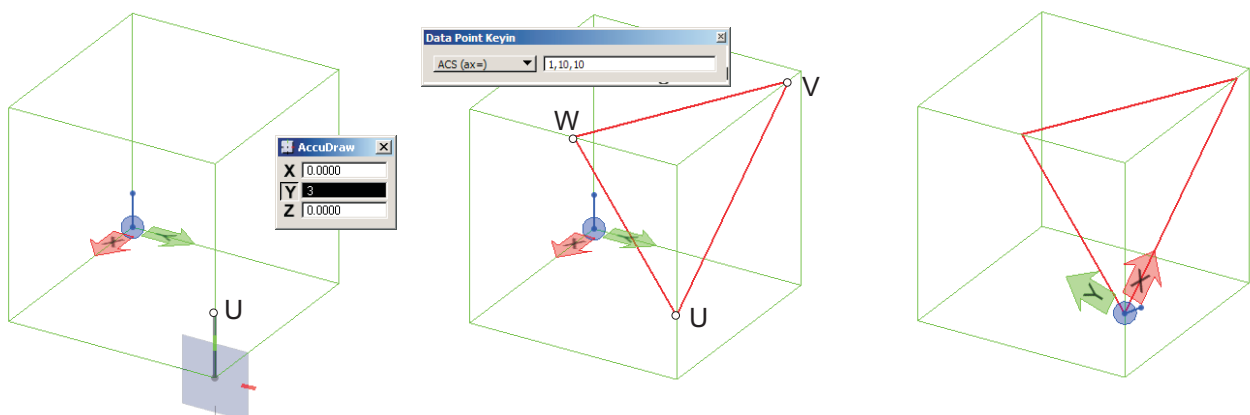 X
Y
U
AccuDraw
X 0.0000
Y 3
Z 0.0000
Data Point Keyin
ACS (ax=) 1,10,10
V
W
X
Y
U
Y
X